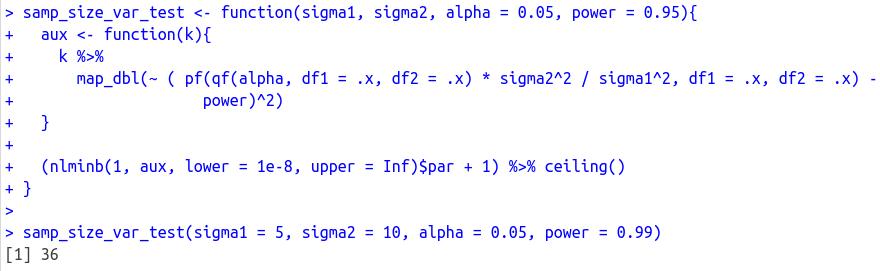 > samp_size_var_test <- function(sigma1, sigma2, alpha = 0.05, power = 0.95){
+   aux <- function(k){
+     k %>%
+       map_dbl(~ ( pf(qf(alpha, df1 = .x, df2 = .x) * sigma2^2 / sigma1^2, df1 = .x, df2 = .x) -
+                     power)^2)
+   }
+
+   (nlminb(1, aux, lower = 1e-8, upper = Inf)$par + 1) %>% ceiling()
+ }
>
> samp_size_var_test(sigma1 = 5, sigma2 = 10, alpha = 0.05, power = 0.99)
[1] 36